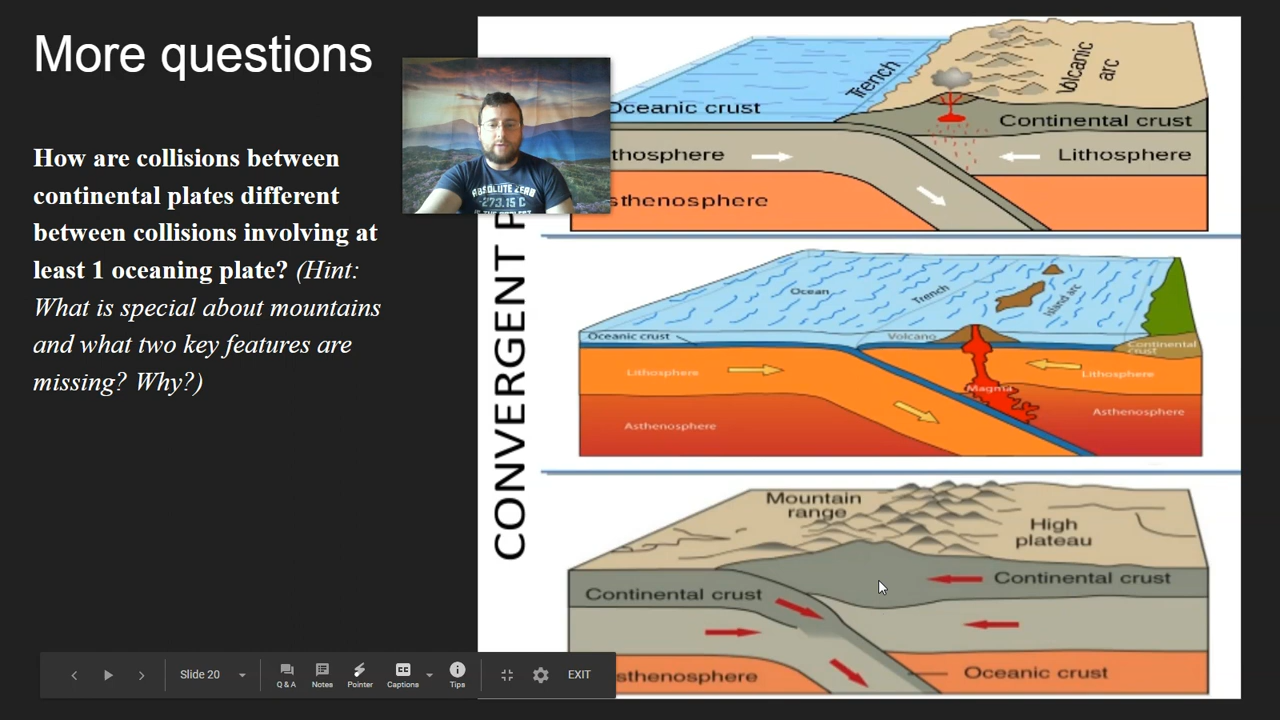 More questions
How are collisions between
continental plates different
between collisions involving at
least 1 oceaning plate? (Hint:
What is special about mountains
and what two key features are
missing? Why?)
ABSOLUTE ZERO
-273.15 C
CONVERGENT P
Trench
Volcanic
arc
Oceanic crust
Continental crust
thosphere
Lithosphere
sthenosphere
Ocean
Trench
Island arc
Oceanic crust
Volcano
Continental
crust
Lithosphere
Lithosphere
Magma
Asthenosphere
Asthenosphere
Mountain
range
High
plateau
Continental crust
Continental crust
sthenosphere
Oceanic crust
Slide 20
Q & A
Notes
Pointer
CC
Captions
Tips
EXIT